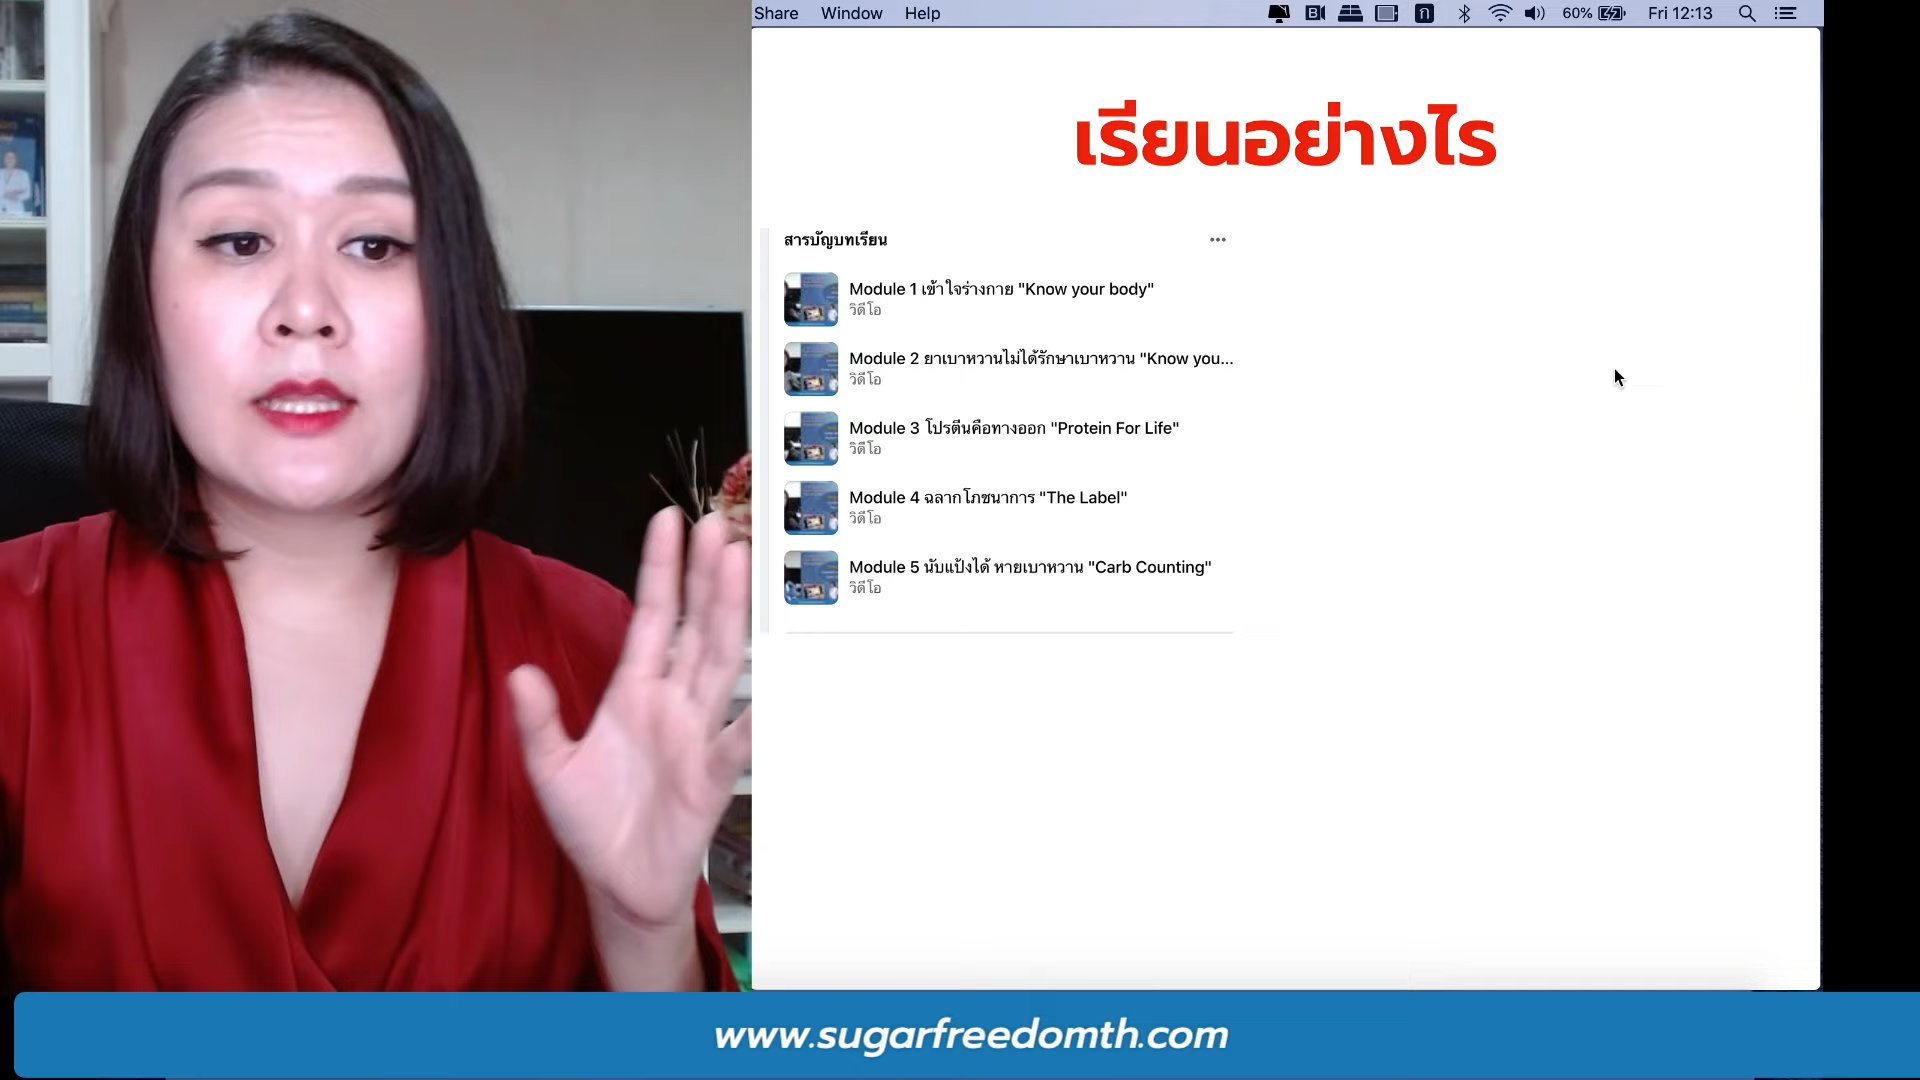 Share Window Help 60% Fri 12:13
เรียนอย่างไร
สารบัญบทเรียน
Module 1 เข้าใจร่างกาย "Know your body"
วิดีโอ
Module 2 ยาเบาหวานไม่ได้รักษาเบาหวาน "Know you...
วิดีโอ
Module 3 โปรตีนคือทางออก "Protein For Life"
วิดีโอ
Module 4 ฉลากโภชนาการ "The Label"
วิดีโอ
Module 5 นับแป้งได้ หายเบาหวาน "Carb Counting"
วิดีโอ
www.sugarfreedomth.com